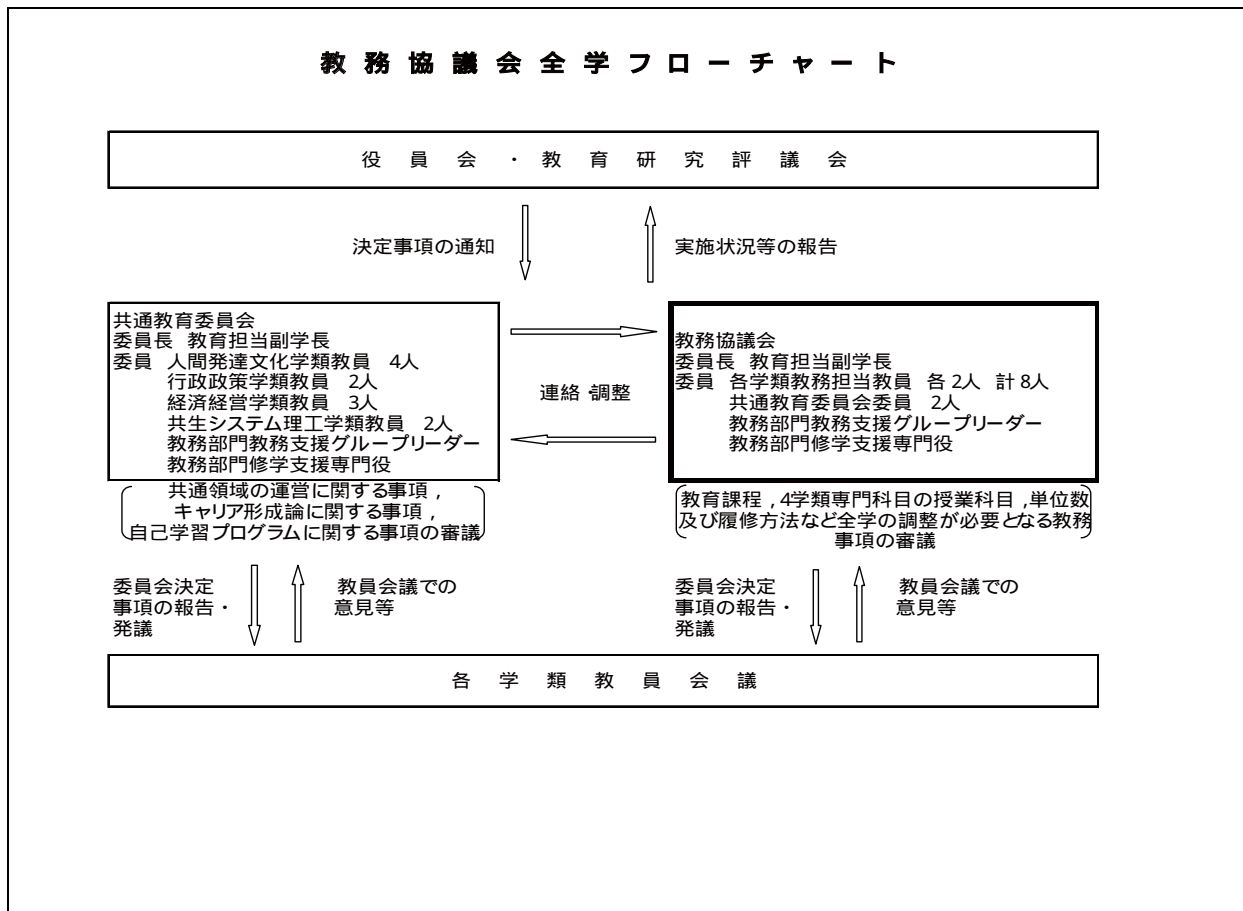 教務協議会全学フローチャート
役員会・教育研究評議会
決定事項の通知
実施状況等の報告
共通教育委員会
委員長 教育担当副学長
委員 人間発達文化学類教員 4人
行政政策学類教員 2人
経済経営学類教員 3人
共生システム理工学類教員 2人
教務部門教務支援グループリーダー
教務部門修学支援専門役
連絡・調整
教務協議会
委員長 教育担当副学長
委員 各学類教務担当教員 各2人 計8人
共通教育委員会委員 2人
教務部門教務支援グループリーダー
教務部門修学支援専門役
共通領域の運営に関する事項,
キャリア形成論に関する事項,
自己学習プログラムに関する事項の審議
教育課程,4学類専門科目の授業科目,単位数
及び履修方法など全学の調整が必要となる教務
事項の審議
委員会決定
事項の報告・
発議
教員会議での
意見等
委員会決定
事項の報告・
発議
教員会議での
意見等
各学類教員会議